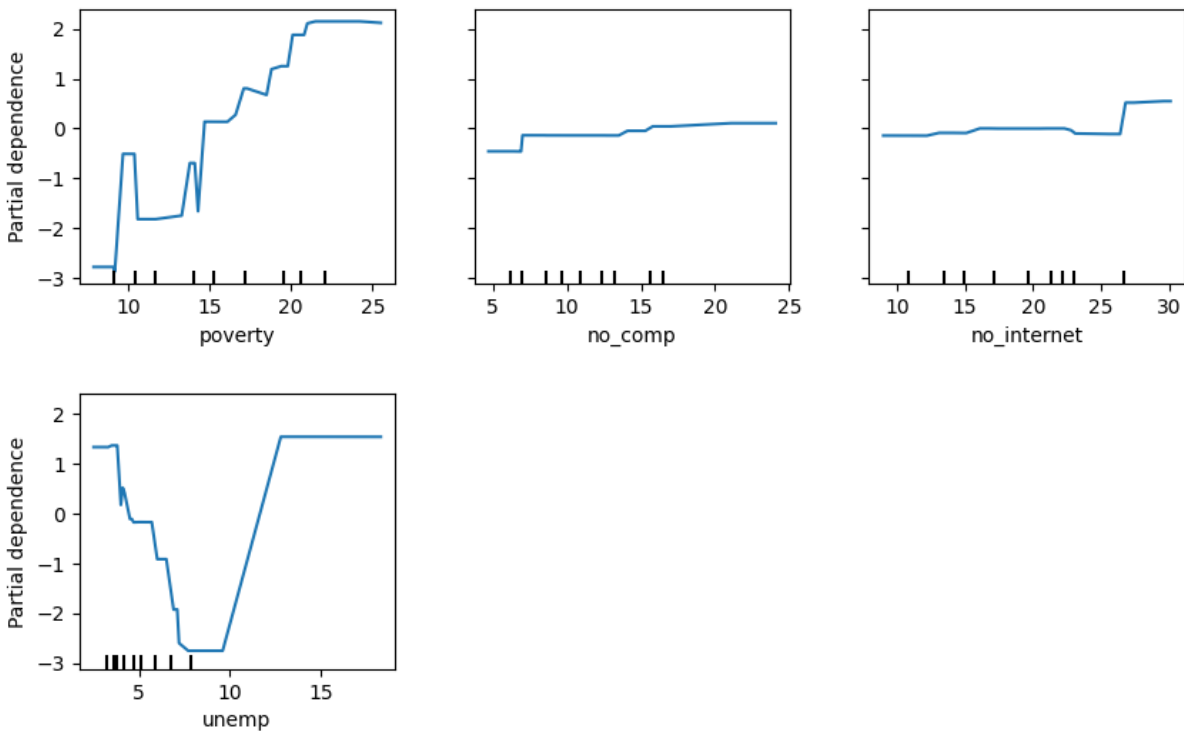 Partial dependence
2
1
0
−1
−2
−3
10 15 20 25
poverty
5 10 15 20 25
no_comp
10 15 20 25 30
no_internet
Partial dependence
2
1
0
−1
−2
−3
5 10 15
unemp